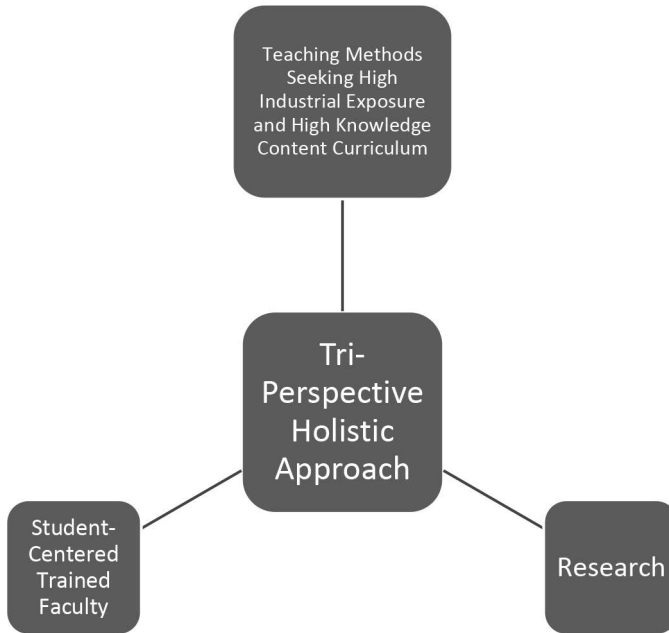 Teaching Methods
Seeking High
Industrial Exposure
and High Knowledge
Content Curriculum
Tri-
Perspective
Holistic
Approach
Student-
Centered
Trained
Faculty
Research